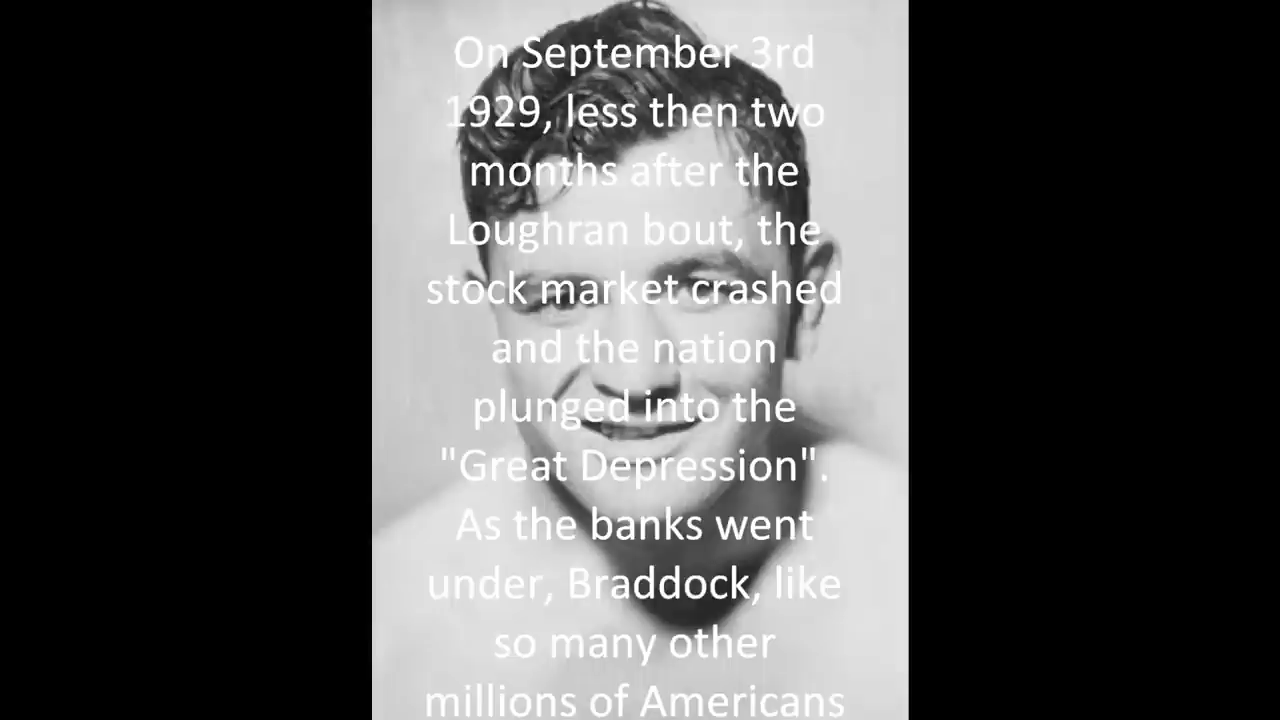 On September 3rd
1929, less then two
months after the
Loughran bout, the
stock market crashed
and the nation
plunged into the
"Great Depression".
As the banks went
under, Braddock, like
so many other
millions of Americans